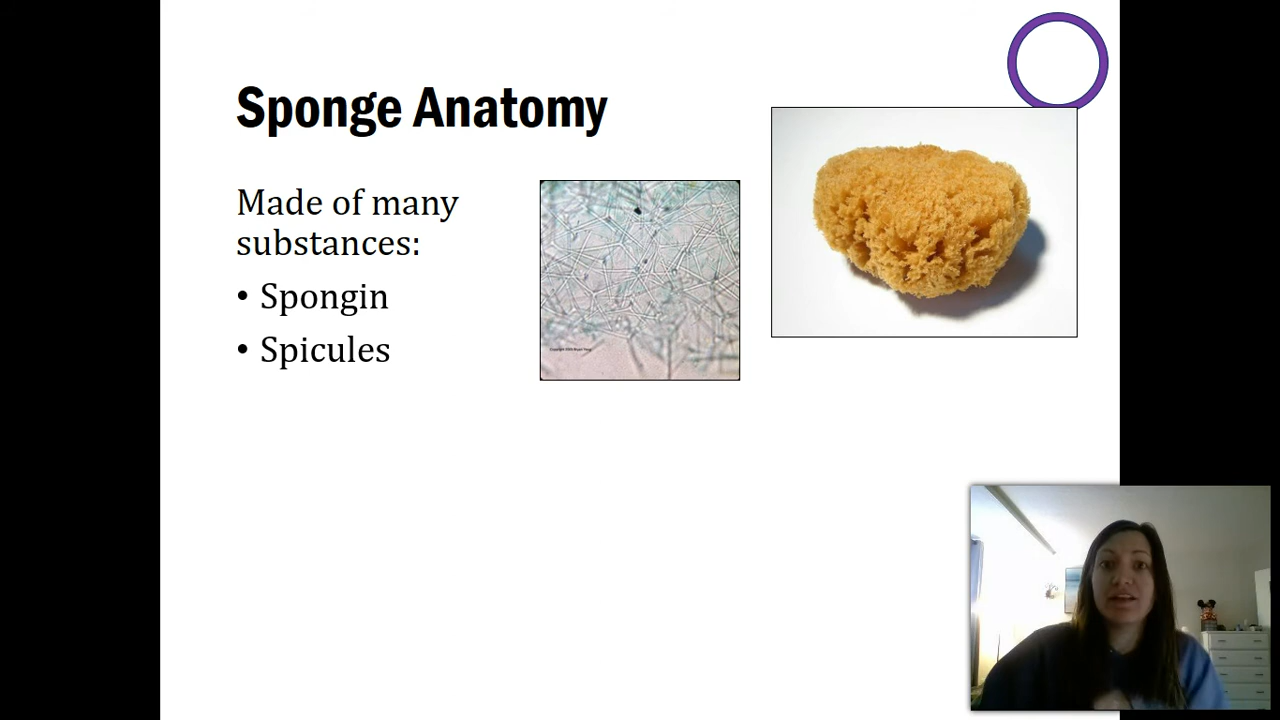 Sponge Anatomy
Made of many
substances:
• Spongin
• Spicules